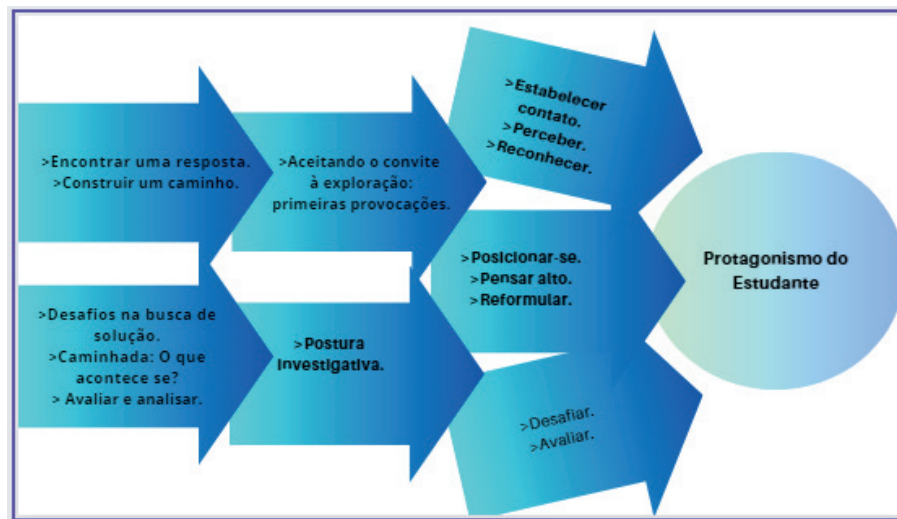 >Encontrar uma resposta.
>Construir um caminho.
>Aceitando o convite
à exploração:
primeiras provocações.
>Estabelecer
contato.
>Perceber.
>Reconhecer.
>Desafios na busca de
solução.
>Caminhada: O que
acontece se?
> Avaliar e analisar.
>Postura
investigativa.
>Posicionar-se.
>Pensar alto.
>Reformular.
>Desafiar.
>Avaliar.
Protagonismo do
Estudante